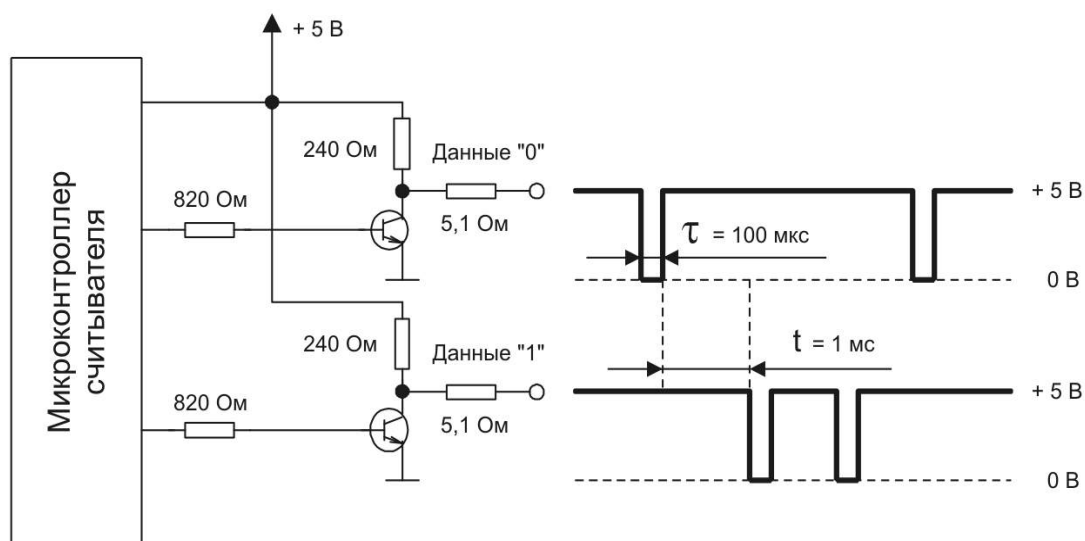 + 5 В
Микроконтроллер
считывателя
240 Ом
Данные "0"
820 Ом
5,1 Ом
+ 5 В
τ = 100 мкс
0 В
240 Ом
Данные "1"
t = 1 мс
820 Ом
5,1 Ом
+ 5 В
0 В